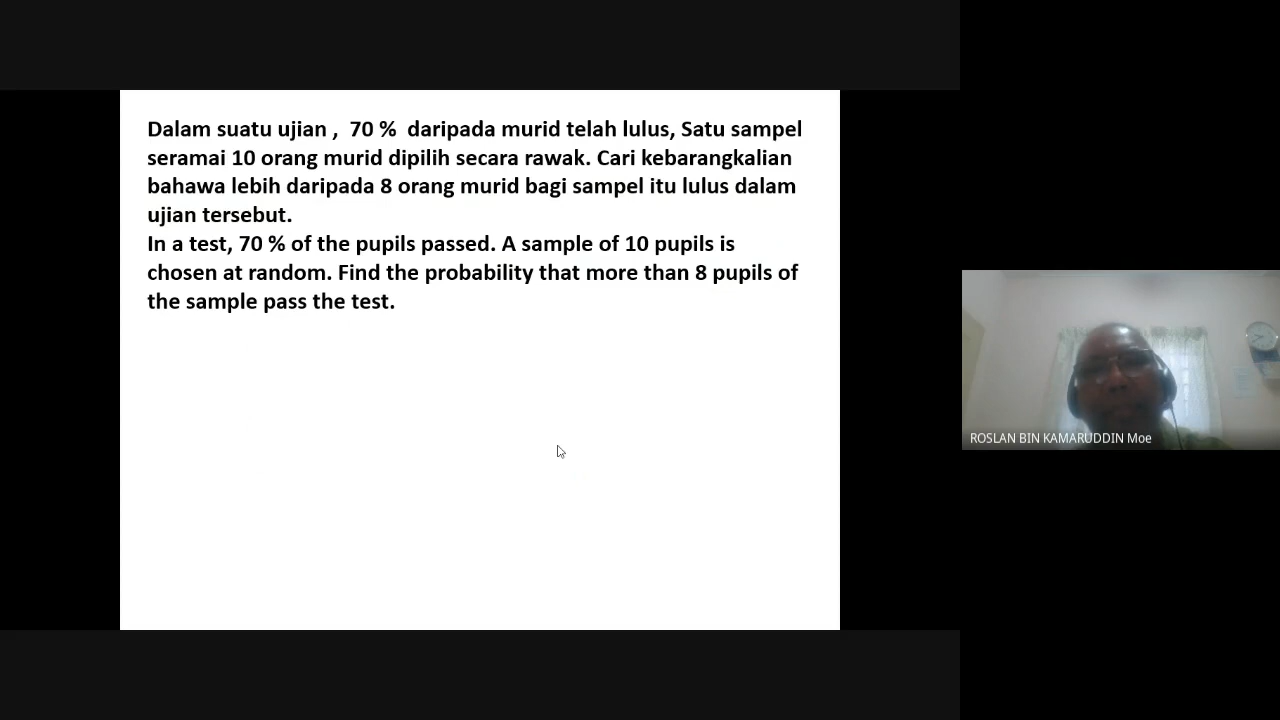 Dalam suatu ujian , 70 % daripada murid telah lulus, Satu sampel
seramai 10 orang murid dipilih secara rawak. Cari kebarangkalian
bahawa lebih daripada 8 orang murid bagi sampel itu lulus dalam
ujian tersebut.
In a test, 70 % of the pupils passed. A sample of 10 pupils is
chosen at random. Find the probability that more than 8 pupils of
the sample pass the test.
ROSLAN BIN KAMARUDDIN Moe